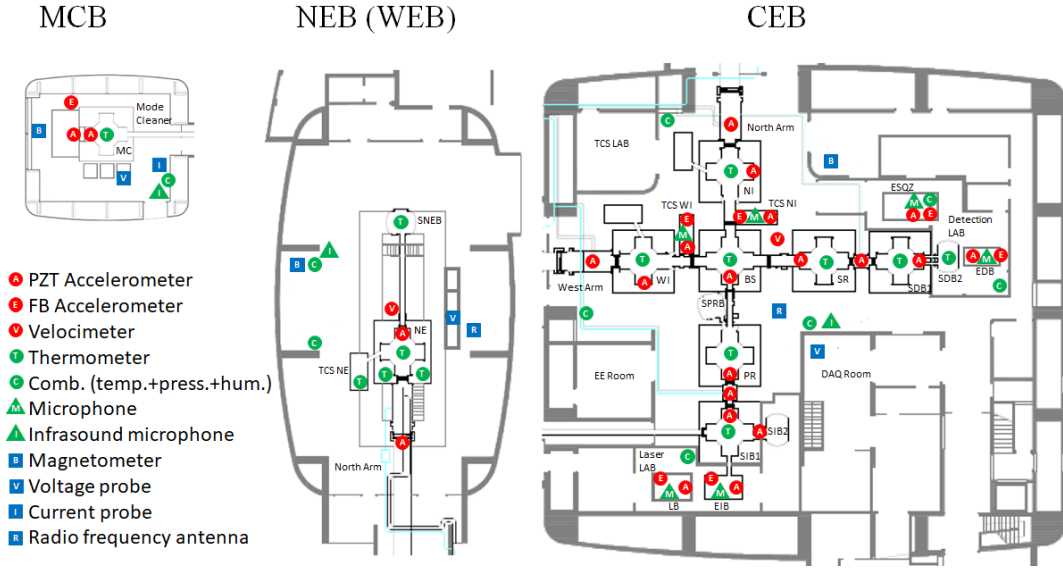 MCB
NEB (WEB)
CEB
E
Mode
Cleaner
B
A
A
T
MC
V
I
C
I
A PZT Accelerometer
E FB Accelerometer
V Velocimeter
T Thermometer
C Comb. (temp.+press.+hum.)
M Microphone
I Infrasound microphone
B Magnetometer
V Voltage probe
I Current probe
R Radio frequency antenna
T SNEB
I
B C
V
NE
A
V
R
C
T
TCS NE
T
T T
A
North Arm
C
A
North Arm
TCS LAB
B
T A
NI
ESQZ
M C
A E
TCS WI
E
M
A
TCS NI
E M A
V
Detection
LAB
A
West Arm
T
A
WI
T
A
BS
A T
SR
A
T A
SDB1
T
SDB2
A M E
EDB
C
SPRB
C
R
C I
V
T
PR
A
A
EE Room
DAQ Room
A
T
SIB1
A
SIB2
Laser
LAB
C
E M A
LB
E M A
EIB